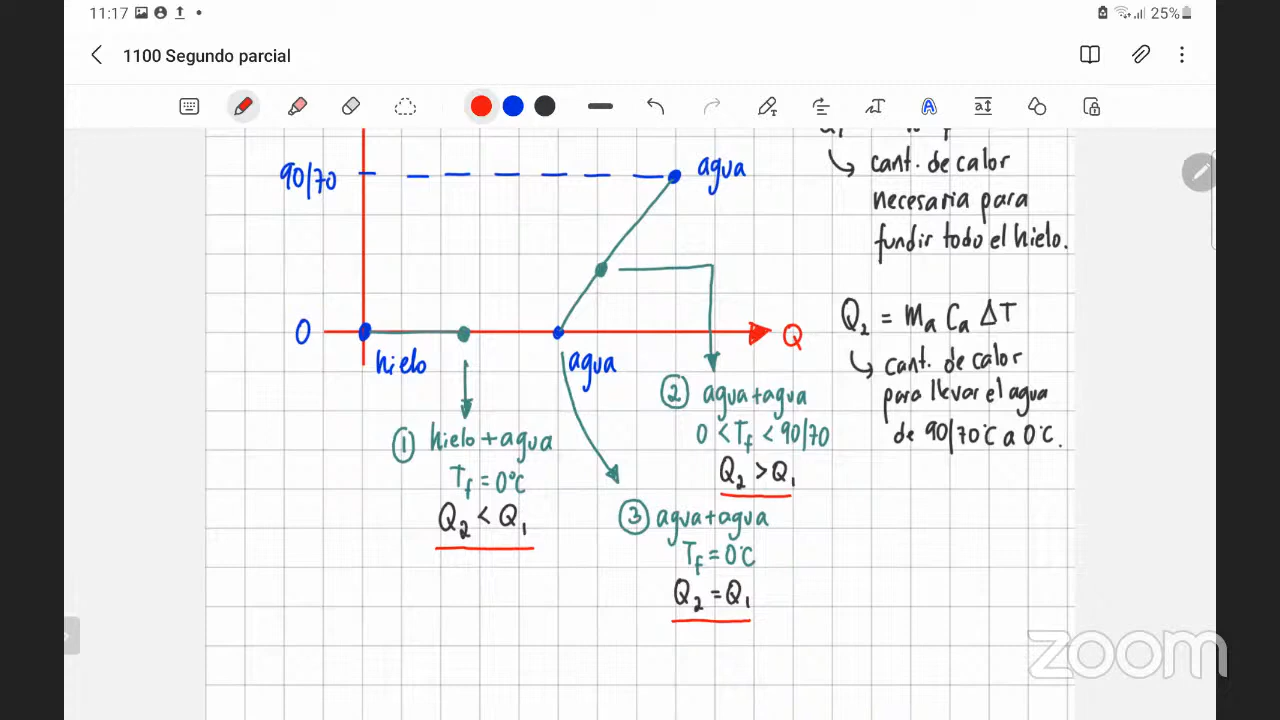 11:17
25%
1100 Segundo parcial
90/70
agua
0
Q
hielo
agua
① hielo + agua
Tf = 0°C
Q2 < Q1
② agua + agua
0 < Tf < 90/70
Q2 > Q1
③ agua + agua
Tf = 0°C
Q2 = Q1
cant. de calor
necesaria para
fundir todo el hielo.
Q2 = ma Ca ΔT
cant. de calor
para llevar el agua
de 90/70°C a 0°C.
zoom